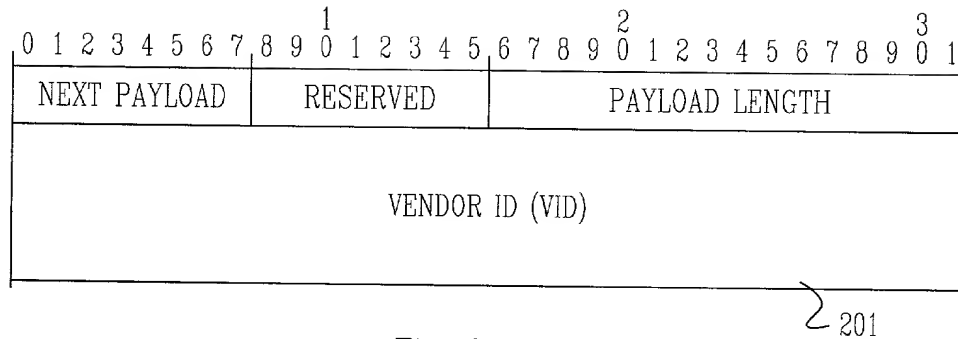 1 2 3
0 1 2 3 4 5 6 7 8 9 0 1 2 3 4 5 6 7 8 9 0 1 2 3 4 5 6 7 8 9 0 1
NEXT PAYLOAD RESERVED PAYLOAD LENGTH
VENDOR ID (VID)
201